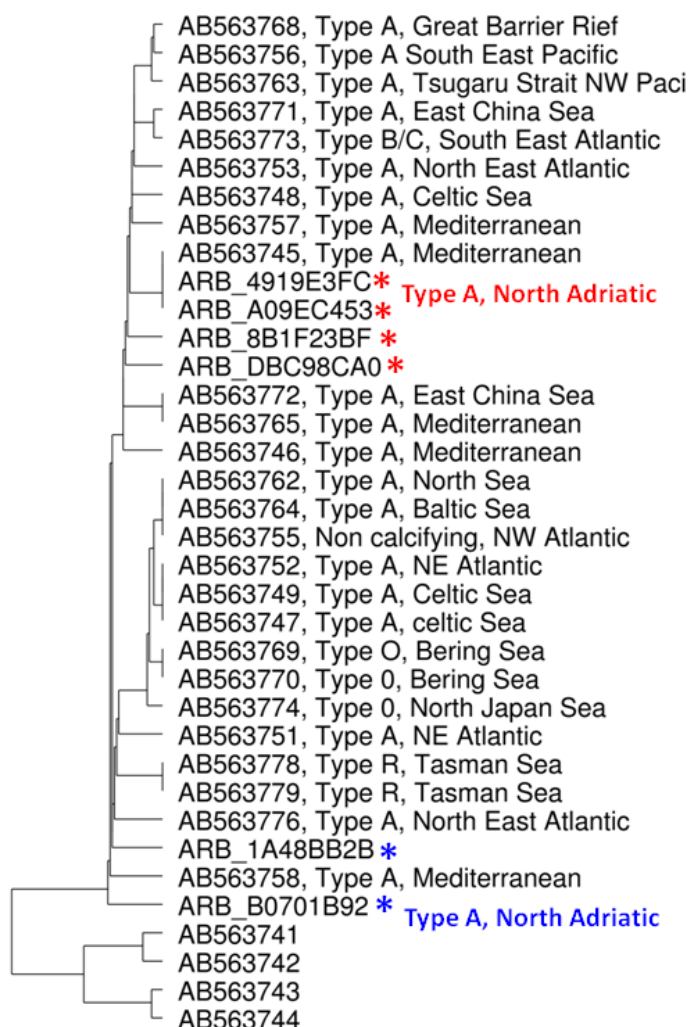 AB563768, Type A, Great Barrier Rief
AB563756, Type A South East Pacific
AB563763, Type A, Tsugaru Strait NW Paci
AB563771, Type A, East China Sea
AB563773, Type B/C, South East Atlantic
AB563753, Type A, North East Atlantic
AB563748, Type A, Celtic Sea
AB563757, Type A, Mediterranean
AB563745, Type A, Mediterranean
ARB_4919E3FC* Type A, North Adriatic
ARB_A09EC453*
ARB_8B1F23BF *
ARB_DBC98CA0*
AB563772, Type A, East China Sea
AB563765, Type A, Mediterranean
AB563746, Type A, Mediterranean
AB563762, Type A, North Sea
AB563764, Type A, Baltic Sea
AB563755, Non calcifying, NW Atlantic
AB563752, Type A, NE Atlantic
AB563749, Type A, Celtic Sea
AB563747, Type A, celtic Sea
AB563769, Type O, Bering Sea
AB563770, Type 0, Bering Sea
AB563774, Type 0, North Japan Sea
AB563751, Type A, NE Atlantic
AB563778, Type R, Tasman Sea
AB563779, Type R, Tasman Sea
AB563776, Type A, North East Atlantic
ARB_1A48BB2B *
AB563758, Type A, Mediterranean
ARB_B0701B92 * Type A, North Adriatic
AB563741
AB563742
AB563743
AB563744